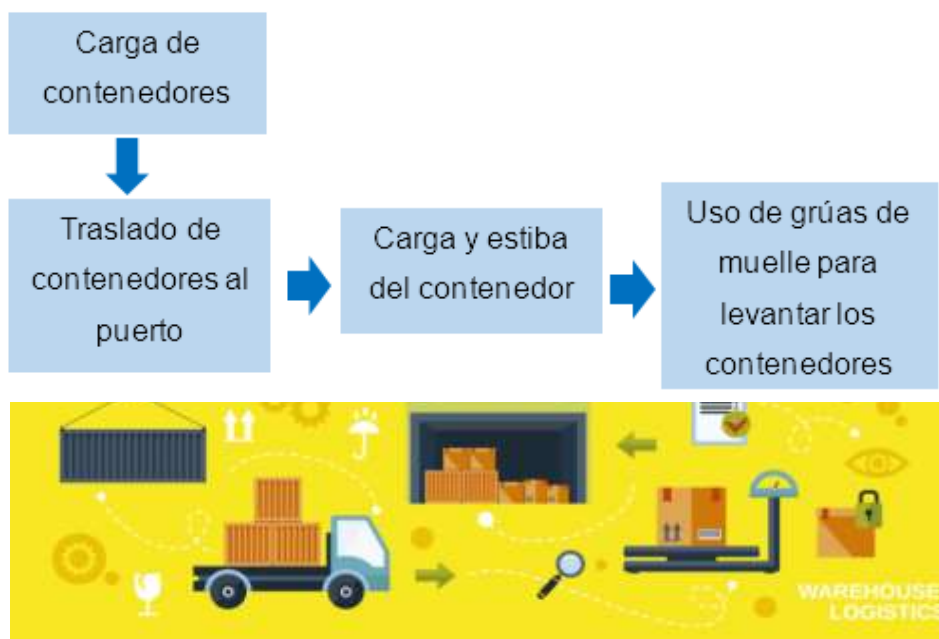 Carga de
contenedores
Traslado de
contenedores al
puerto
Carga y estiba
del contenedor
Uso de grúas de
muelle para
levantar los
contenedores
WAREHOUSE
LOGISTICS